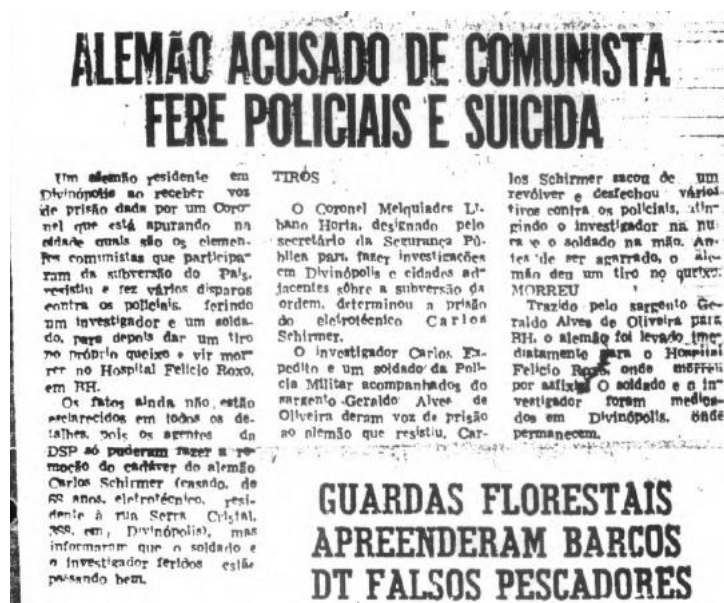 ALEMÃO ACUSADO DE COMUNISTA
FERE POLICIAIS E SUICIDA
Um alemão residente em
Divinópolis ao receber voz
de prisão dada por um Coro-
nel que está apurando na
cidade quais são os elemen-
tos comunistas que participa-
ram da subversão do País,
resistiu e fez vários disparos
contra os policiais, ferindo
um investigador e um solda-
do, para depois dar um tiro
no próprio queixo e vir mor-
rer no Hospital Felício Roxo,
em BH.
Os fatos ainda não estão
esclarecidos em todos os de-
talhes, pois os agentes da
DSP só puderam fazer a re-
moção do cadáver do alemão
Carlos Schirmer (casado, de
68 anos, eletrotécnico, resi-
dente à rua Serra Cristal,
398, em, Divinópolis), mas
informaram que o soldado e
o investigador feridos estão
passando bem.
TIROS
O Coronel Melquiades Lí-
bano Horta, designado pelo
secretário da Segurança Pú-
blica para fazer investigações
em Divinópolis e cidades ad-
jacentes sôbre a subversão da
ordem, determinou a prisão
do eletrotécnico Carlos
Schirmer.
O investigador Carlos Ex-
pedito e um soldado da Polí-
cia Militar acompanhados do
sargento Geraldo Alves de
Oliveira deram voz de prisão
ao alemão que resistiu. Car-
los Schirmer sacou de um
revólver e desfechou vários
tiros contra os policiais, atin-
gindo o investigador na nu-
ca e o soldado na mão. An-
tes de ser agarrado, o ale-
mão deu um tiro no queixo.
MORREU
Trazido pelo sargento Ge-
raldo Alves de Oliveira para
BH, o alemão foi levado ime-
diatamente para o Hospital
Felício Roxo, onde morreu
por asfixia. O soldado e o in-
vestigador foram medica-
dos em Divinópolis, onde
permanecem.
GUARDAS FLORESTAIS
APREENDERAM BARCOS
DT FALSOS PESCADORES